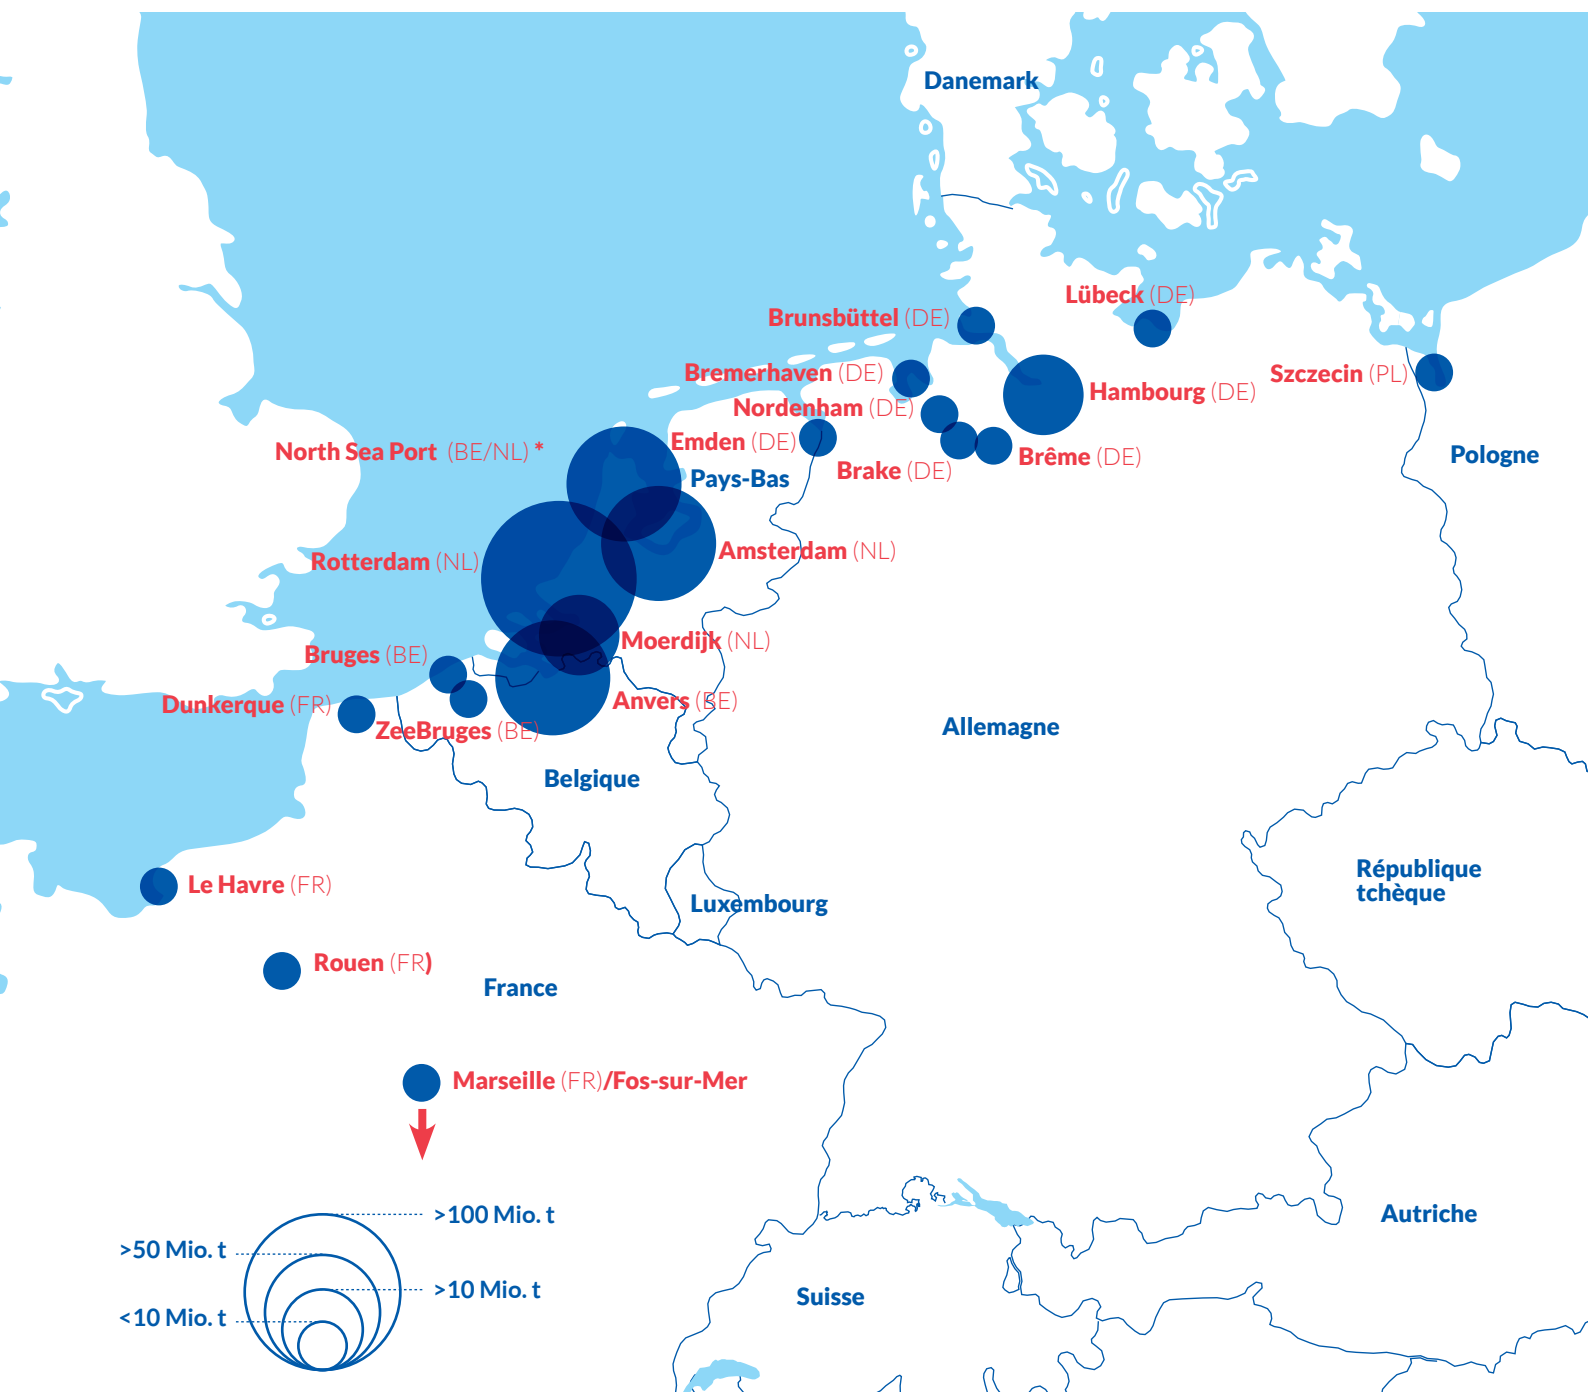 Danemark
Lübeck (DE)
Brunsbüttel (DE)
Bremerhaven (DE)
Szczecin (PL)
Hambourg (DE)
Nordenham (DE)
North Sea Port (BE/NL) *
Emden (DE)
Brême (DE)
Pologne
Brake (DE)
Pays-Bas
Amsterdam (NL)
Rotterdam (NL)
Moerdijk (NL)
Bruges (BE)
Anvers (BE)
Dunkerque (FR)
Allemagne
ZeeBruges (BE)
Belgique
République
tchèque
Le Havre (FR)
Luxembourg
Rouen (FR)
France
Marseille (FR)/Fos-sur-Mer
>100 Mio. t
Autriche
>50 Mio. t
>10 Mio. t
Suisse
<10 Mio. t